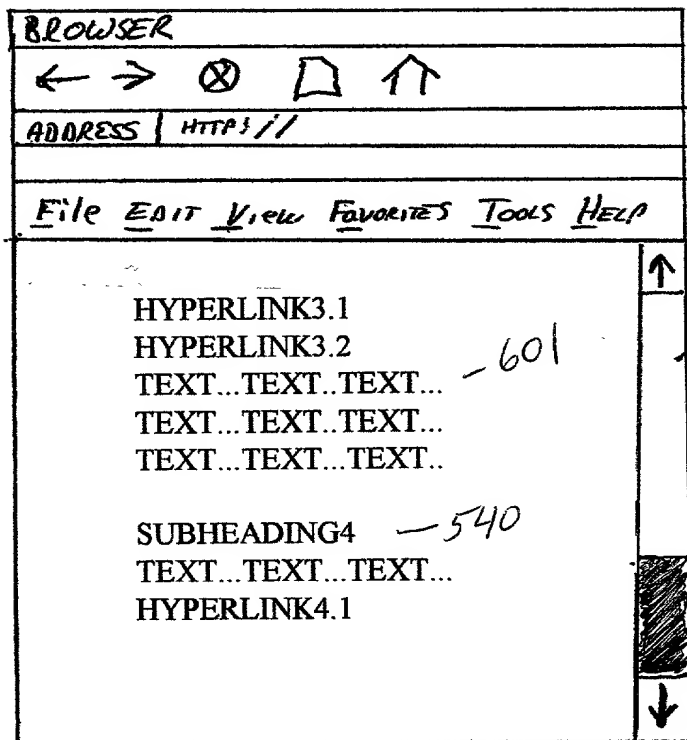 BROWSER
ADDRESS HTTP://
File EDIT View FAVORITES TOOLS HELP
HYPERLINK3.1
HYPERLINK3.2
TEXT...TEXT..TEXT... 601
TEXT...TEXT..TEXT...
TEXT...TEXT...TEXT..
SUBHEADING4 540
TEXT...TEXT...TEXT...
HYPERLINK4.1